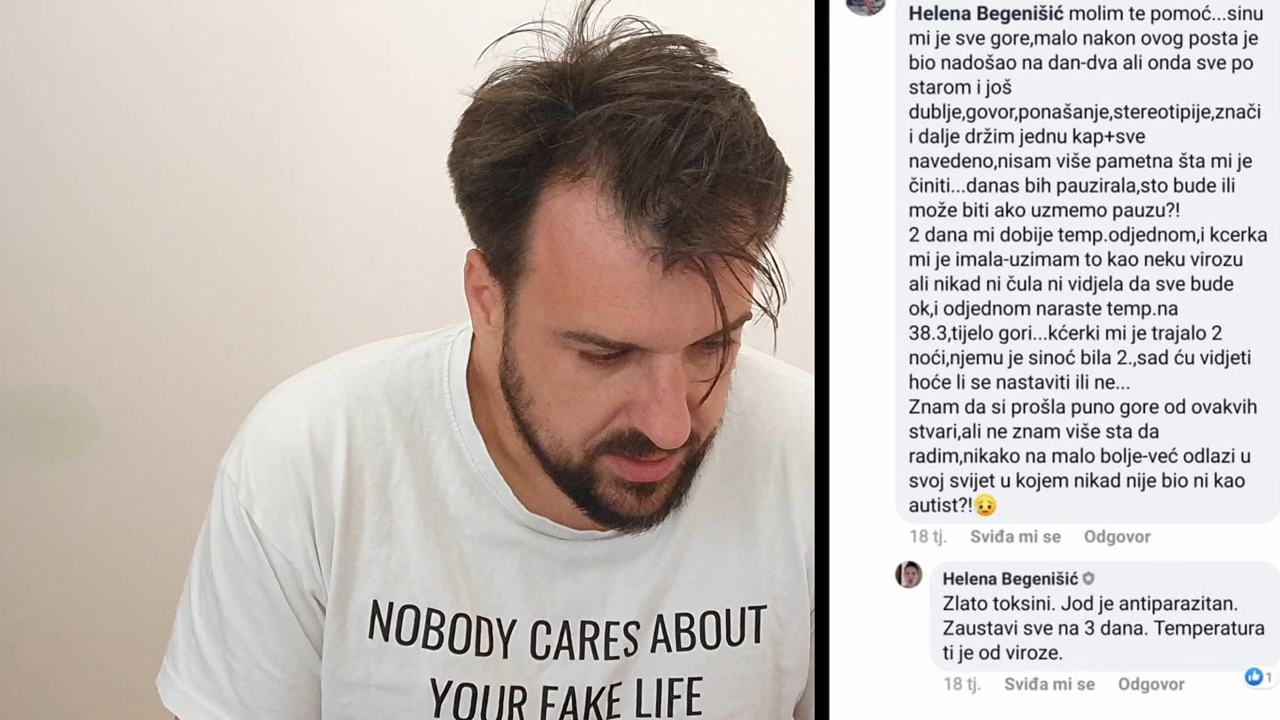 NOBODY CARES ABOUT
YOUR FAKE LIFE
Helena Begenišić molim te pomoć...sinu
mi je sve gore,malo nakon ovog posta je
bio nadošao na dan-dva ali onda sve po
starom i još
dublje,govor,ponašanje,stereotipije,znači
i dalje držim jednu kap+sve
navedeno,nisam više pametna šta mi je
činiti...danas bih pauzirala,sto bude ili
može biti ako uzmemo pauzu?!
2 dana mi dobije temp.odjednom,i kcerka
mi je imala-uzimam to kao neku virozu
ali nikad ni čula ni vidjela da sve bude
ok,i odjednom naraste temp.na
38.3,tijelo gori...kćerki mi je trajalo 2
noći,njemu je sinoć bila 2.,sad ću vidjeti
hoće li se nastaviti ili ne...
Znam da si prošla puno gore od ovakvih
stvari,ali ne znam više sta da
radim,nikako na malo bolje-već odlazi u
svoj svijet u kojem nikad nije bio ni kao
autist?!😥
18 tj. Sviđa mi se Odgovor
Helena Begenišić
Zlato toksini. Jod je antiparazitan.
Zaustavi sve na 3 dana. Temperatura
ti je od viroze.
18 tj. Sviđa mi se Odgovor 1